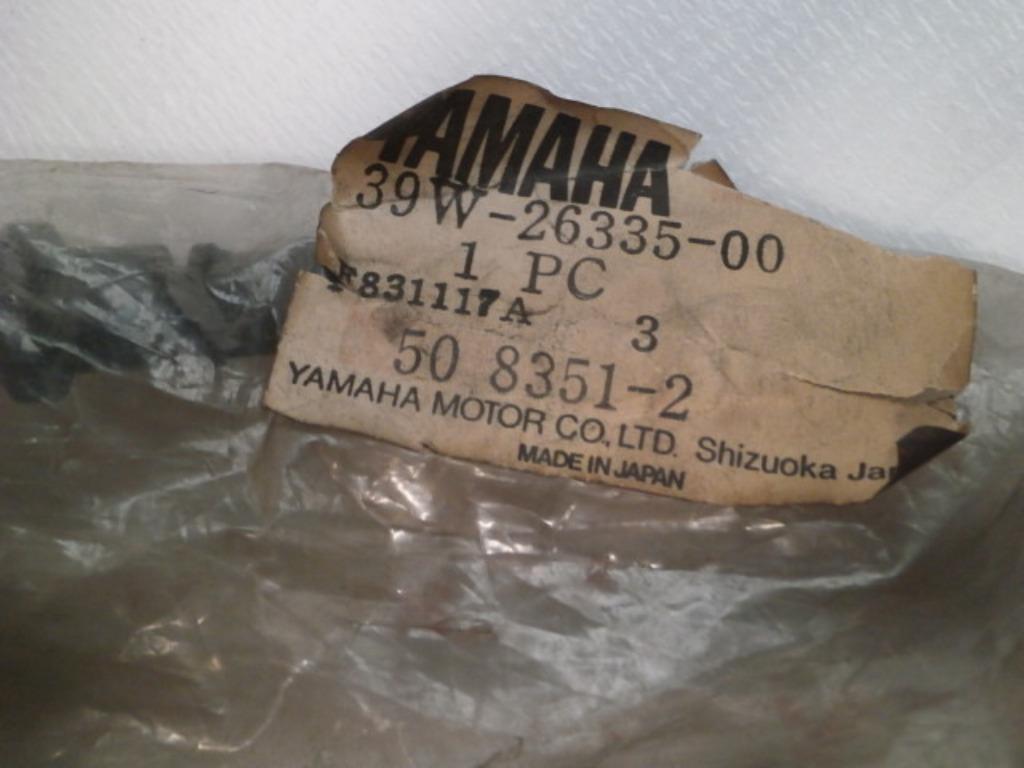 YAMAHA
39W-26335-00
1 PC
F831117A 3
50 8351-2
YAMAHA MOTOR CO., LTD. Shizuoka Ja
MADE IN JAPAN